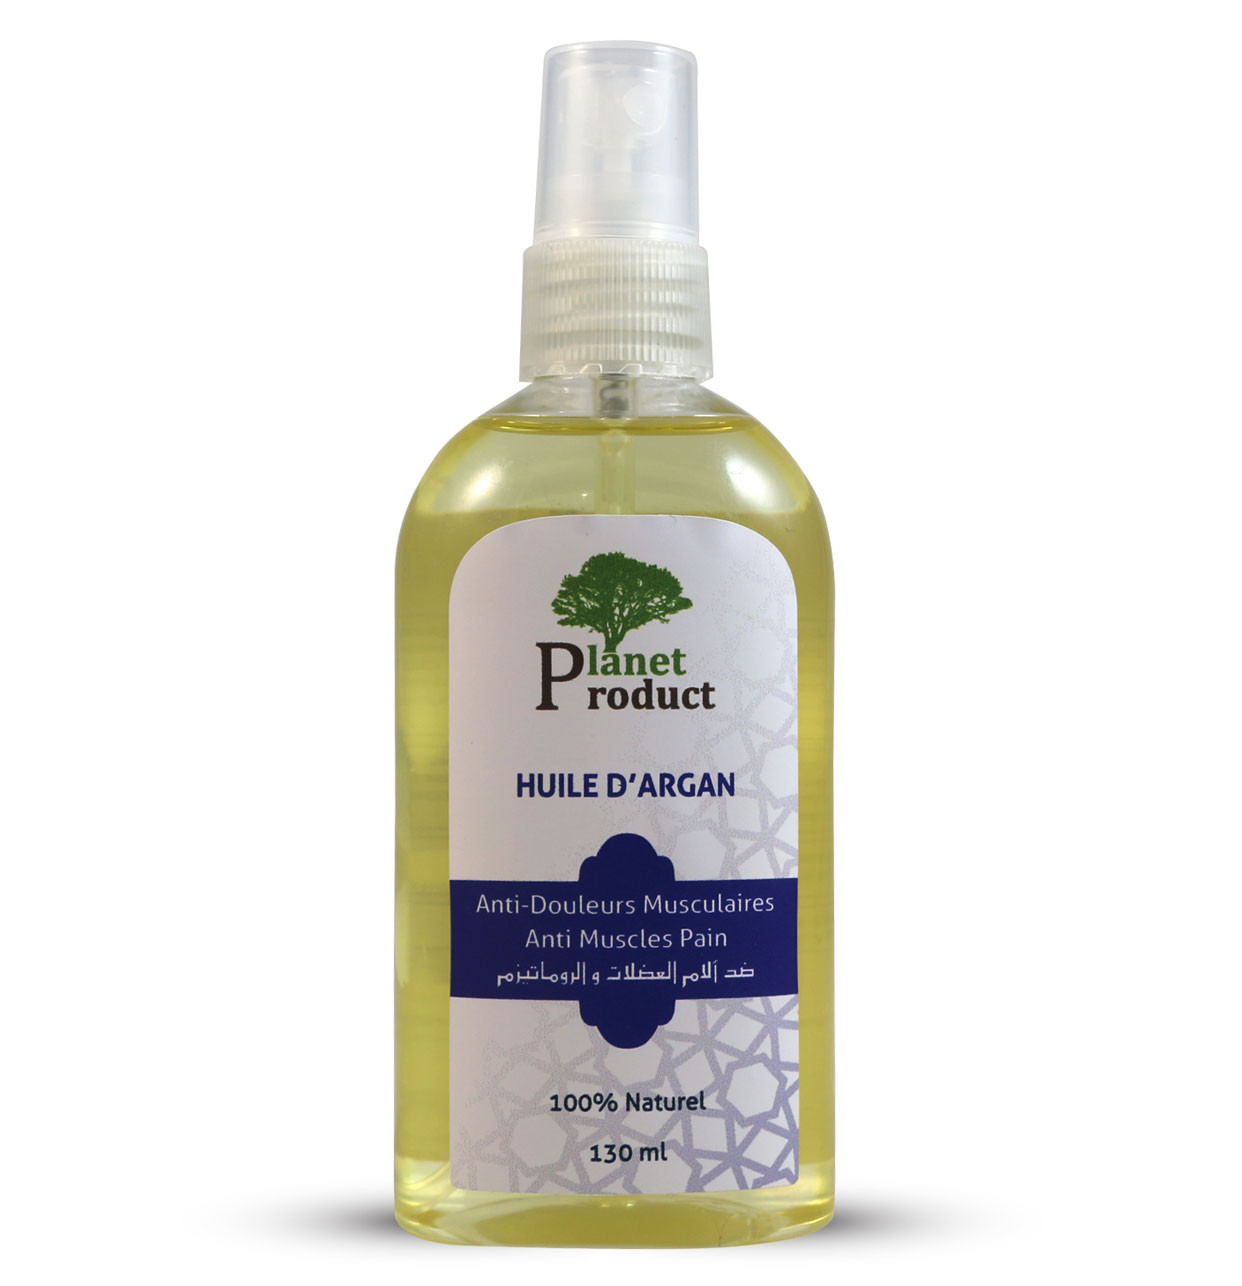 Planet
Product
HUILE D'ARGAN
Anti-Douleurs Musculaires
Anti Muscles Pain
ضد آلام العضلات و الروماتيزم
100% Naturel
130 ml